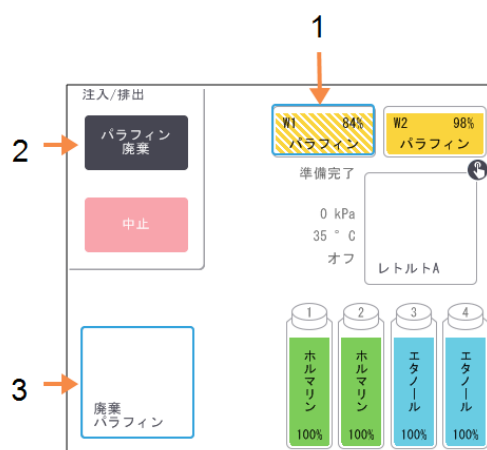 1
注入/排出
パラフィン
廃棄
2
中止
W1 84%
パラフィン
W2 98%
パラフィン
準備完了
0 kPa
35 ° C
オフ
レトルトA
3
廃棄
パラフィン
1
ホルマリン
100%
2
ホルマリン
100%
3
エタノール
100%
4
エタノール
100%